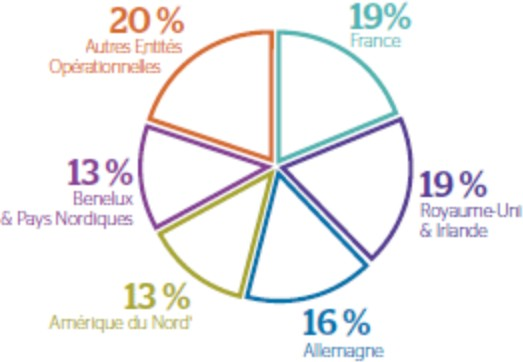 20 %
Autres Entités
Opérationnelles
19%
France
19 %
Royaume-Uni
& Irlande
16 %
Allemagne
13 %
Amérique du Nord*
13 %
Benelux
& Pays Nordiques